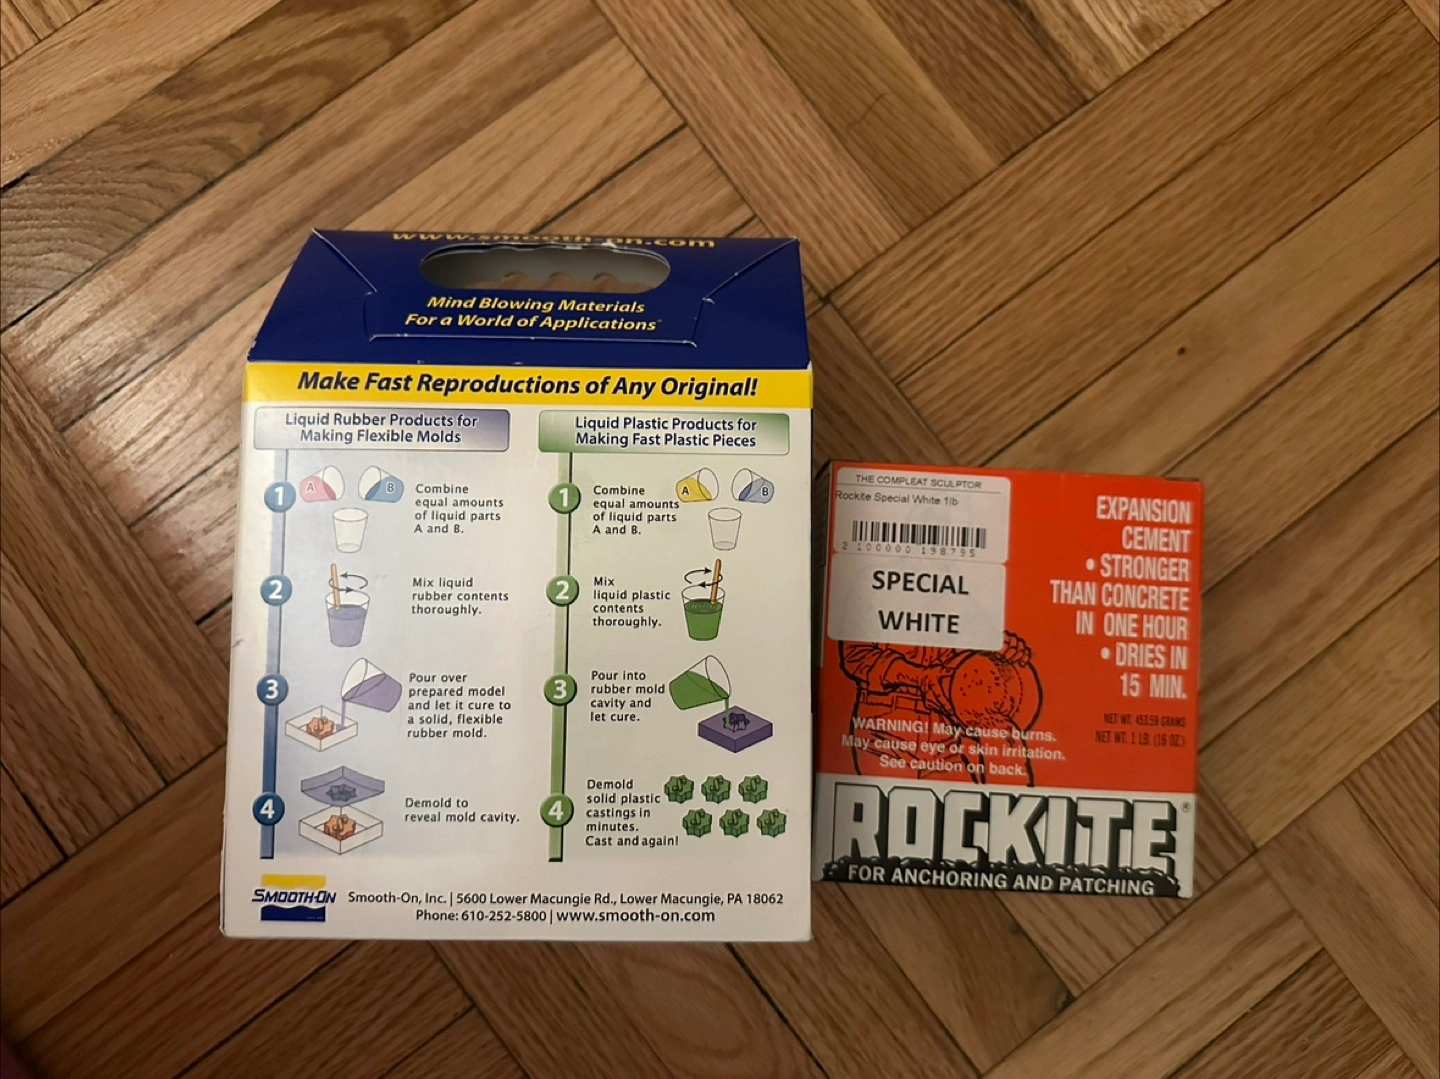 www.smooth-on.com
Mind Blowing Materials
For a World of Applications
Make Fast Reproductions of Any Original!
Liquid Rubber Products for
Making Flexible Molds
1
A
B
Combine
equal amounts
of liquid parts
A and B.
2
Mix liquid
rubber contents
thoroughly.
3
Pour over
prepared model
and let it cure to
a solid, flexible
rubber mold.
4
Demold to
reveal mold cavity.
Liquid Plastic Products for
Making Fast Plastic Pieces
1
Combine
equal amounts
of liquid parts
A and B.
A
B
2
Mix
liquid plastic
contents
thoroughly.
3
Pour into
rubber mold
cavity and
let cure.
4
Demold
solid plastic
castings in
minutes.
Cast and again!
SMOOTH-ON
Smooth-On, Inc. | 5600 Lower Macungie Rd., Lower Macungie, PA 18062
Phone: 610-252-5800 | www.smooth-on.com
THE COMPLEAT SCULPTOR
Rockite Special White 1lb
2 100000 198795
SPECIAL
WHITE
EXPANSION
CEMENT
• STRONGER
THAN CONCRETE
IN ONE HOUR
• DRIES IN
15 MIN.
NET WT. 453.59 GRAMS
NET WT. 1 LB. (16 OZ.)
WARNING! May cause burns.
May cause eye or skin irritation.
See caution on back.
ROCKITE®
FOR ANCHORING AND PATCHING